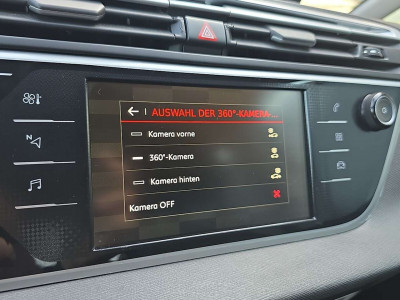 AUSWAHL DER 360°-KAMERA-...
Kamera vorne
360°-Kamera
Kamera hinten
Kamera OFF